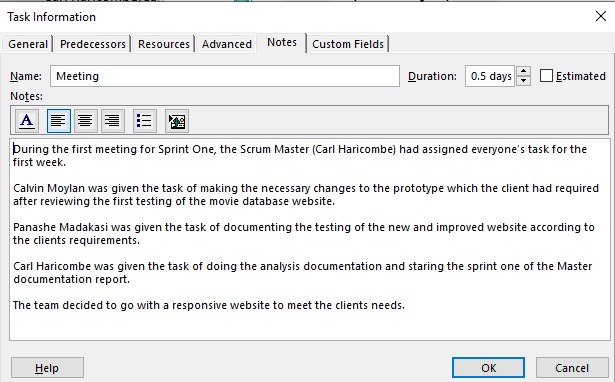 Task Information
General Predecessors Resources Advanced Notes Custom Fields
Name: Meeting Duration: 0.5 days Estimated
Notes:
A
During the first meeting for Sprint One, the Scrum Master (Carl Haricombe) had assigned everyone's task for the
first week.
Calvin Moylan was given the task of making the necessary changes to the prototype which the client had required
after reviewing the first testing of the movie database website.
Panashe Madakasi was given the task of documenting the testing of the new and improved website according to
the clients requirements.
Carl Haricombe was given the task of doing the analysis documentation and staring the sprint one of the Master
documentation report.
The team decided to go with a responsive website to meet the clients needs.
Help OK Cancel